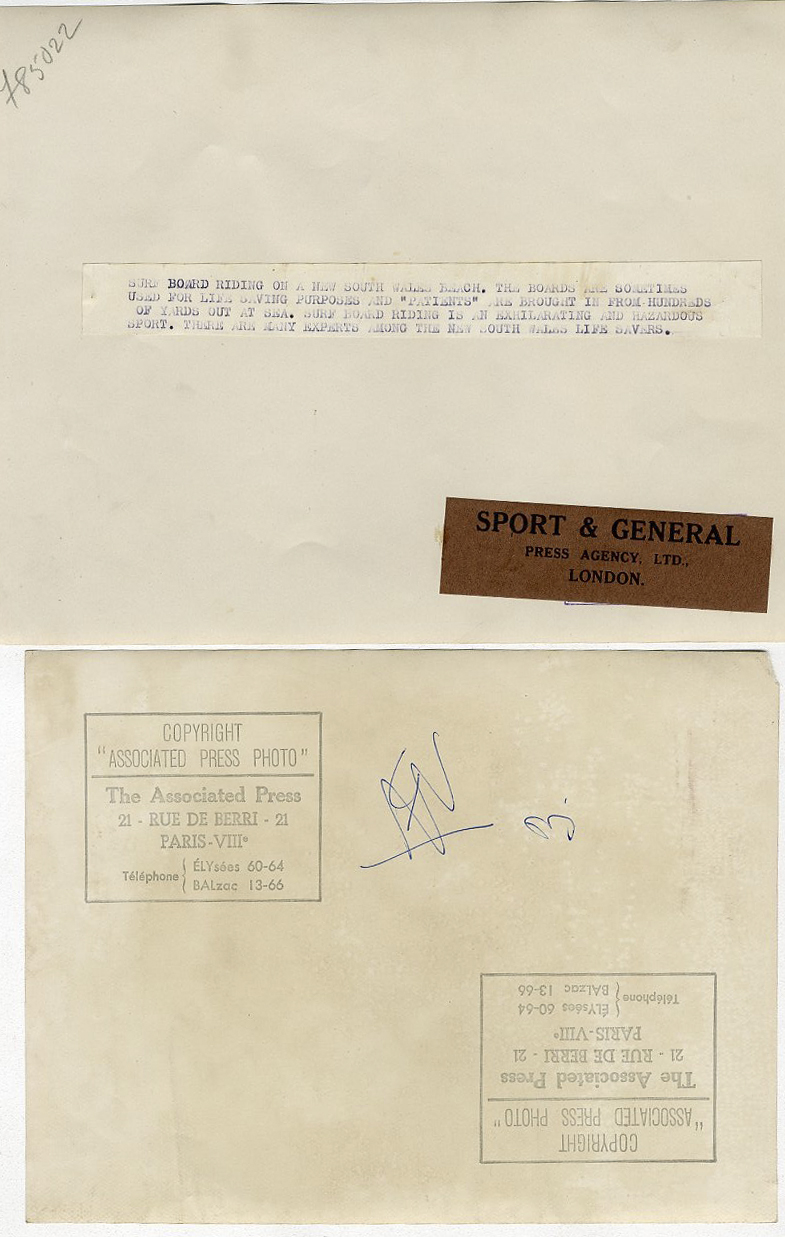 785022
SURF BOARD RIDING ON A NEW SOUTH WALES BEACH. THE BOARDS ARE SOMETIMES
USED FOR LIFE SAVING PURPOSES AND "PATIENTS" ARE BROUGHT IN FROM HUNDREDS
OF YARDS OUT AT SEA. SURF BOARD RIDING IS AN EXHILARATING AND HAZARDOUS
SPORT. THERE ARE MANY EXPERTS AMONG THE NEW SOUTH WALES LIFE SAVERS.
SPORT & GENERAL
PRESS AGENCY, LTD.,
LONDON.
COPYRIGHT
"ASSOCIATED PRESS PHOTO"
The Associated Press
21 - RUE DE BERRI - 21
PARIS-VIIIe
Téléphone { ÉLYsées 60-64
BALzac 13-66
COPYRIGHT
"ASSOCIATED PRESS PHOTO"
The Associated Press
21 - RUE DE BERRI - 21
PARIS-VIIIe
Téléphone { ÉLYsées 60-64
BALzac 13-66